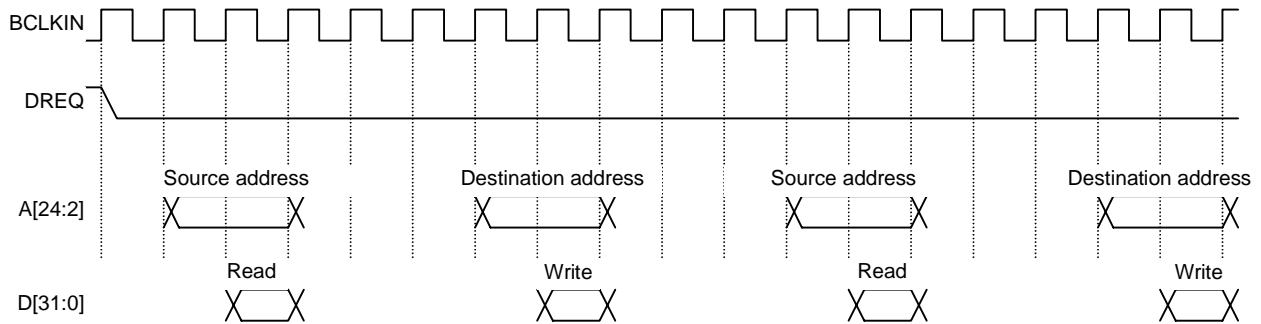 BCLKIN
DREQ
Source address Destination address Source address Destination address
A[24:2]
Read Write Read Write
D[31:0]